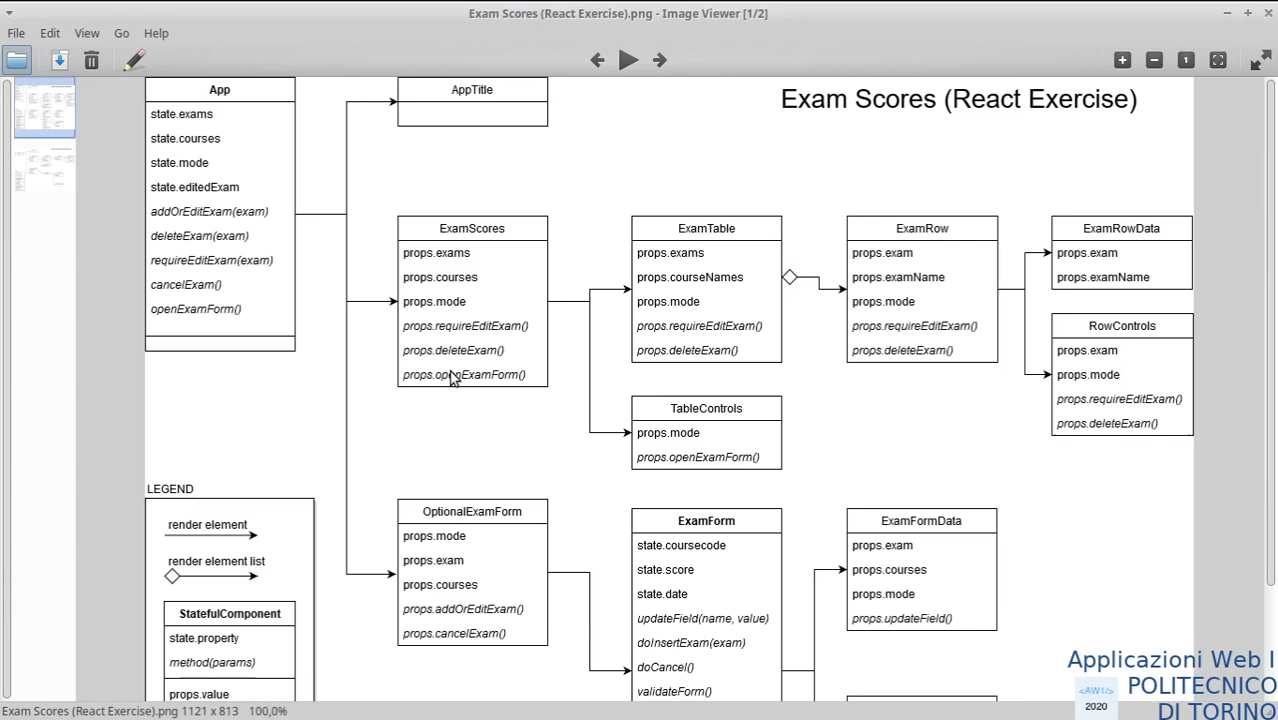 Exam Scores (React Exercise).png - Image Viewer [1/2]
File Edit View Go Help
Exam Scores (React Exercise)
App
state.exams
state.courses
state.mode
state.editedExam
addOrEditExam(exam)
deleteExam(exam)
requireEditExam(exam)
cancelExam()
openExamForm()
AppTitle
ExamScores
props.exams
props.courses
props.mode
props.requireEditExam()
props.deleteExam()
props.openExamForm()
ExamTable
props.exams
props.courseNames
props.mode
props.requireEditExam()
props.deleteExam()
ExamRow
props.exam
props.examName
props.mode
props.requireEditExam()
props.deleteExam()
ExamRowData
props.exam
props.examName
RowControls
props.exam
props.mode
props.requireEditExam()
props.deleteExam()
TableControls
props.mode
props.openExamForm()
LEGEND
render element
render element list
StatefulComponent
state.property
method(params)
props.value
OptionalExamForm
props.mode
props.exam
props.courses
props.addOrEditExam()
props.cancelExam()
ExamForm
state.coursecode
state.score
state.date
updateField(name, value)
doInsertExam(exam)
doCancel()
validateForm()
ExamFormData
props.exam
props.courses
props.mode
props.updateField()
Applicazioni Web I
POLITECNICO
DI TORINO
<AW1/>
2020
Exam Scores (React Exercise).png 1121 x 813 100,0%